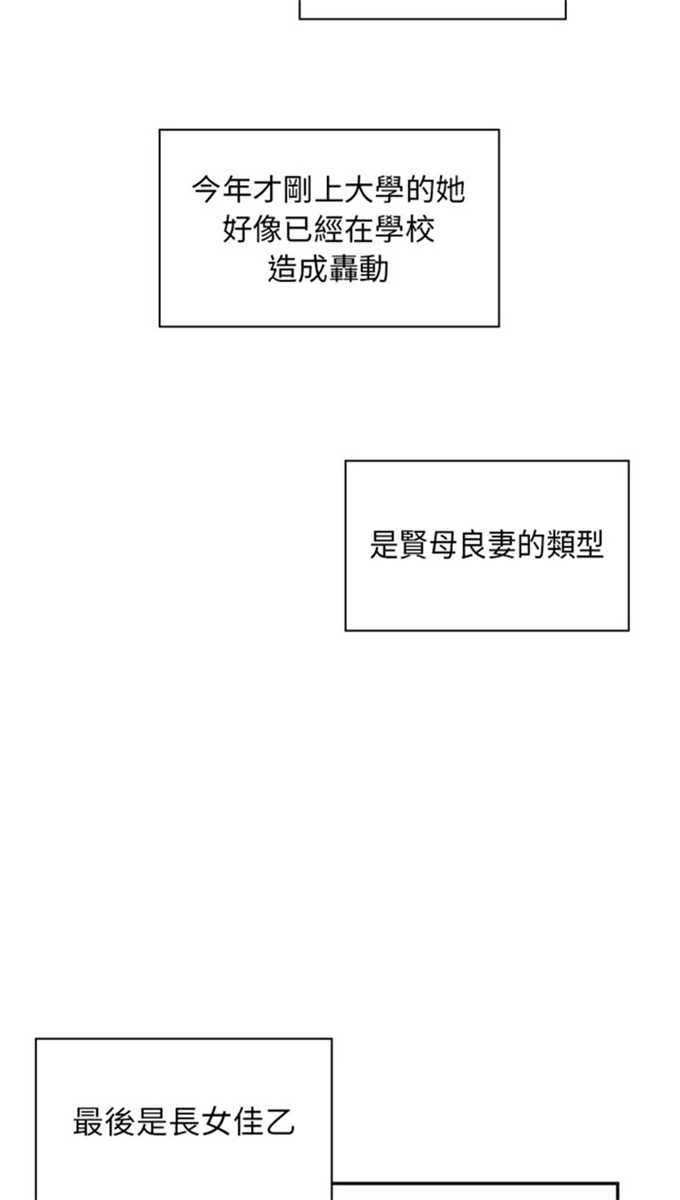 今年才剛上大學的她
好像已經在學校
造成轟動
是賢母良妻的類型
最後是長女佳乙